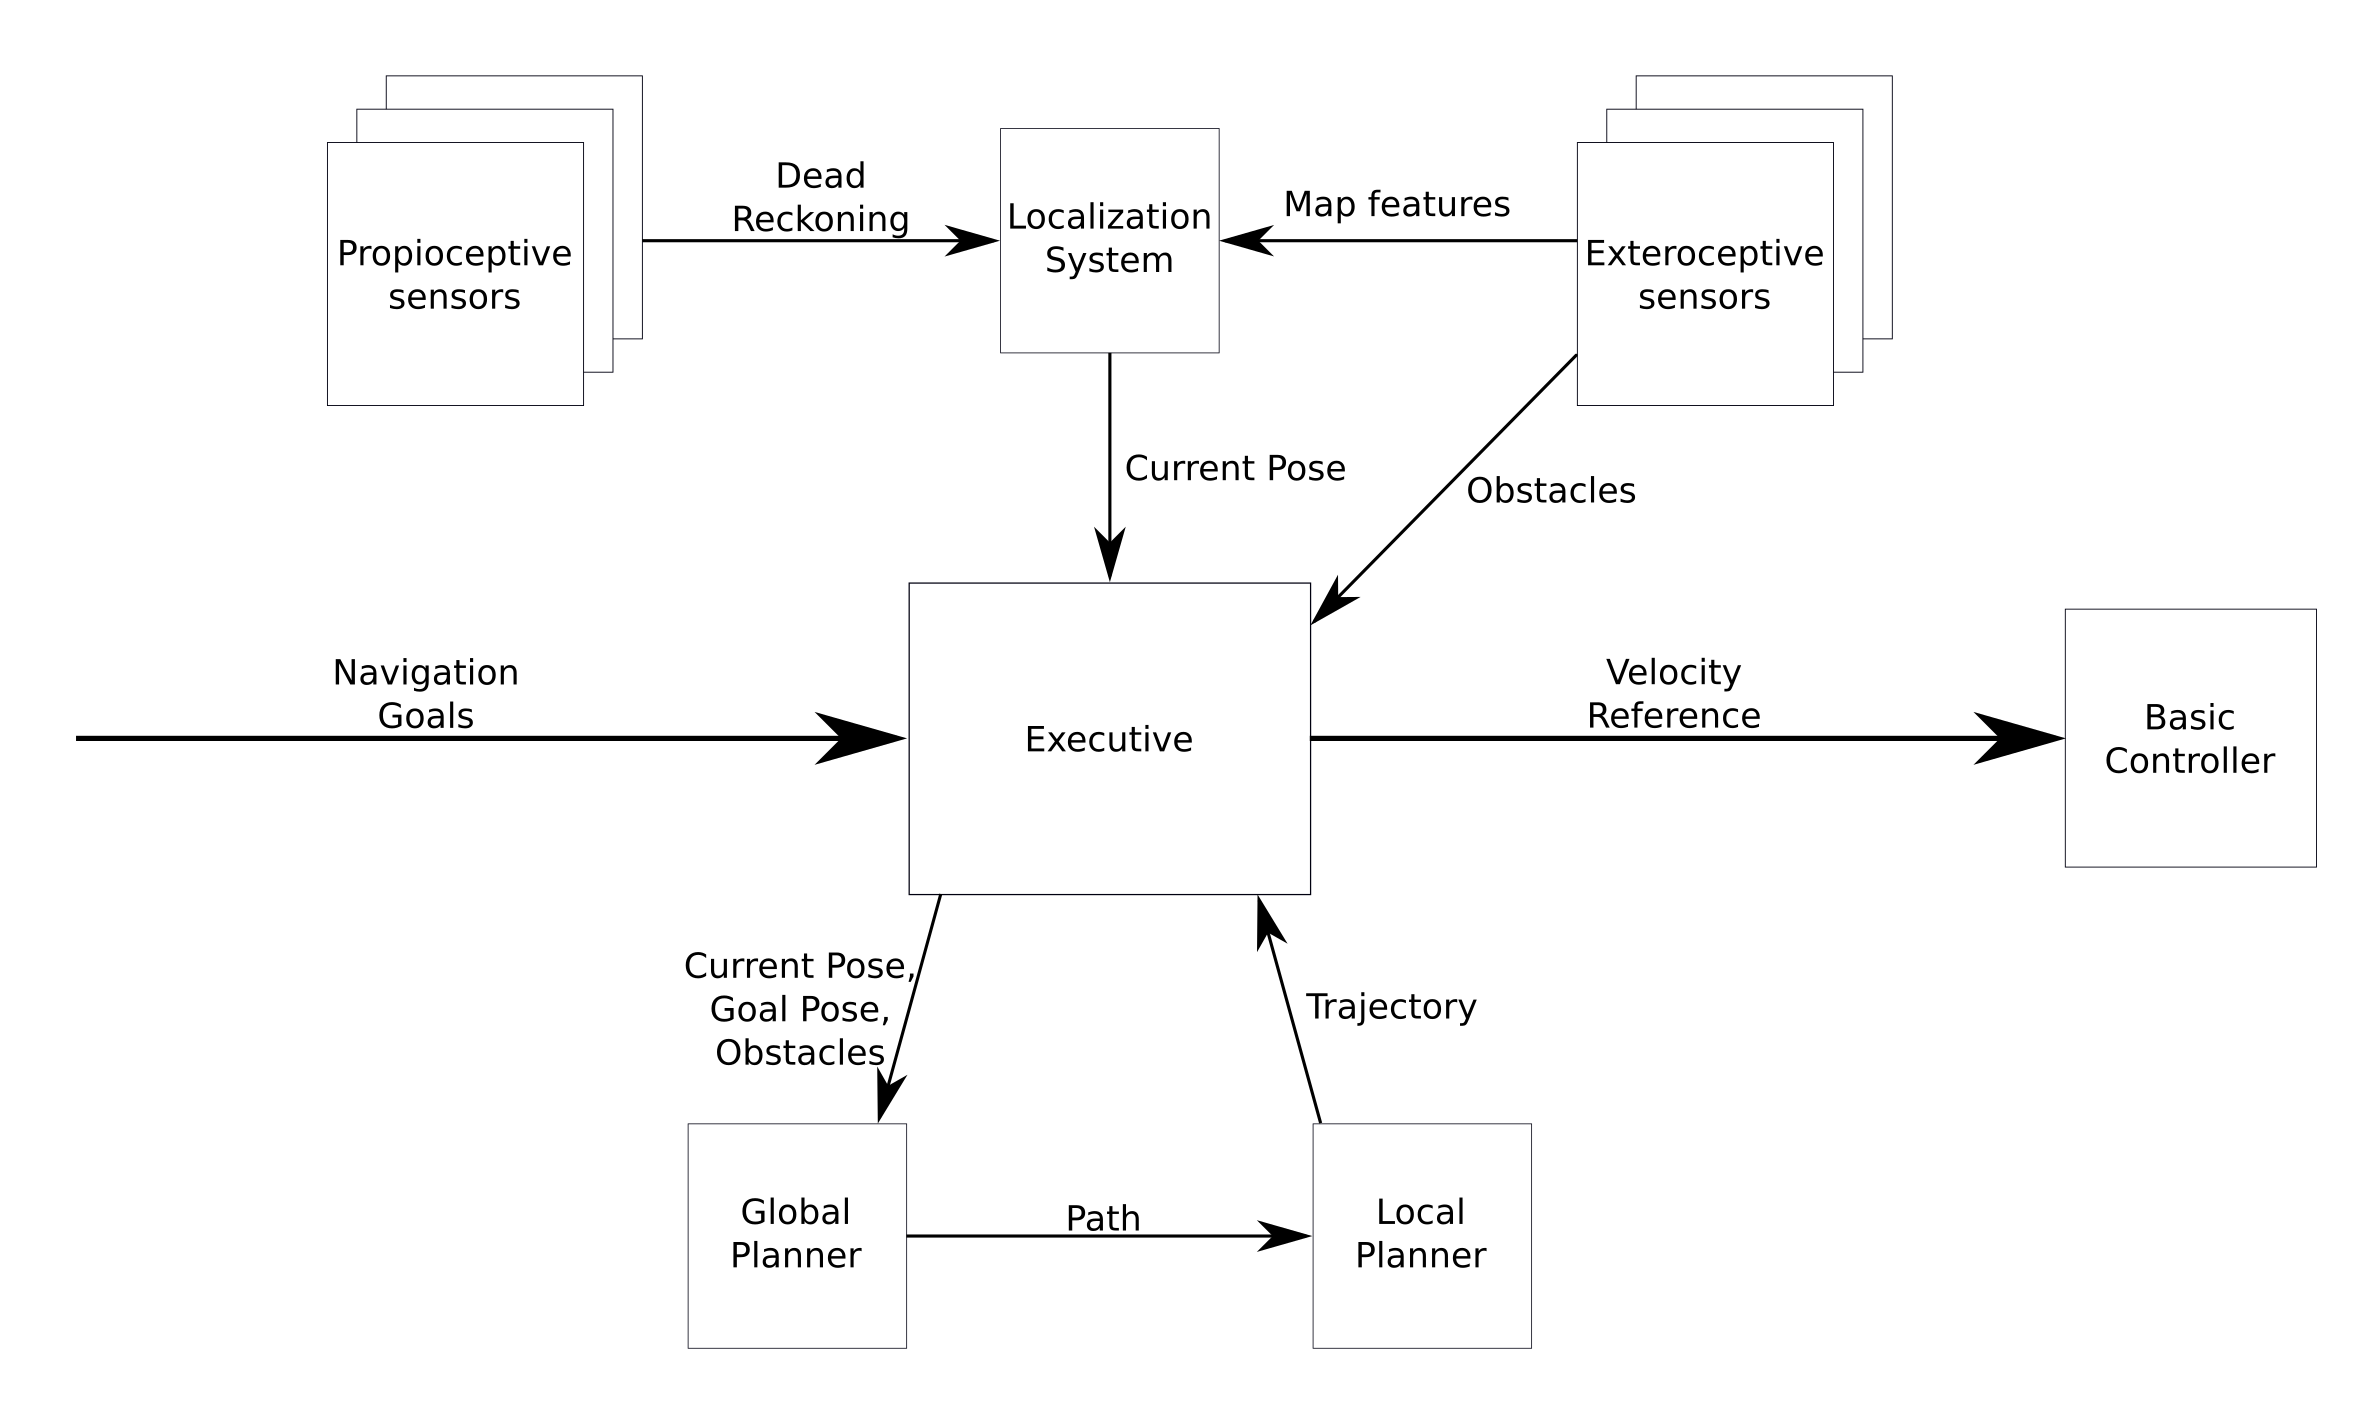 Dead
Reckoning
Propioceptive
sensors
Localization
System
Map features
Exteroceptive
sensors
Current Pose
Obstacles
Navigation
Goals
Executive
Velocity
Reference
Basic
Controller
Current Pose,
Goal Pose,
Obstacles
Trajectory
Global
Planner
Path
Local
Planner